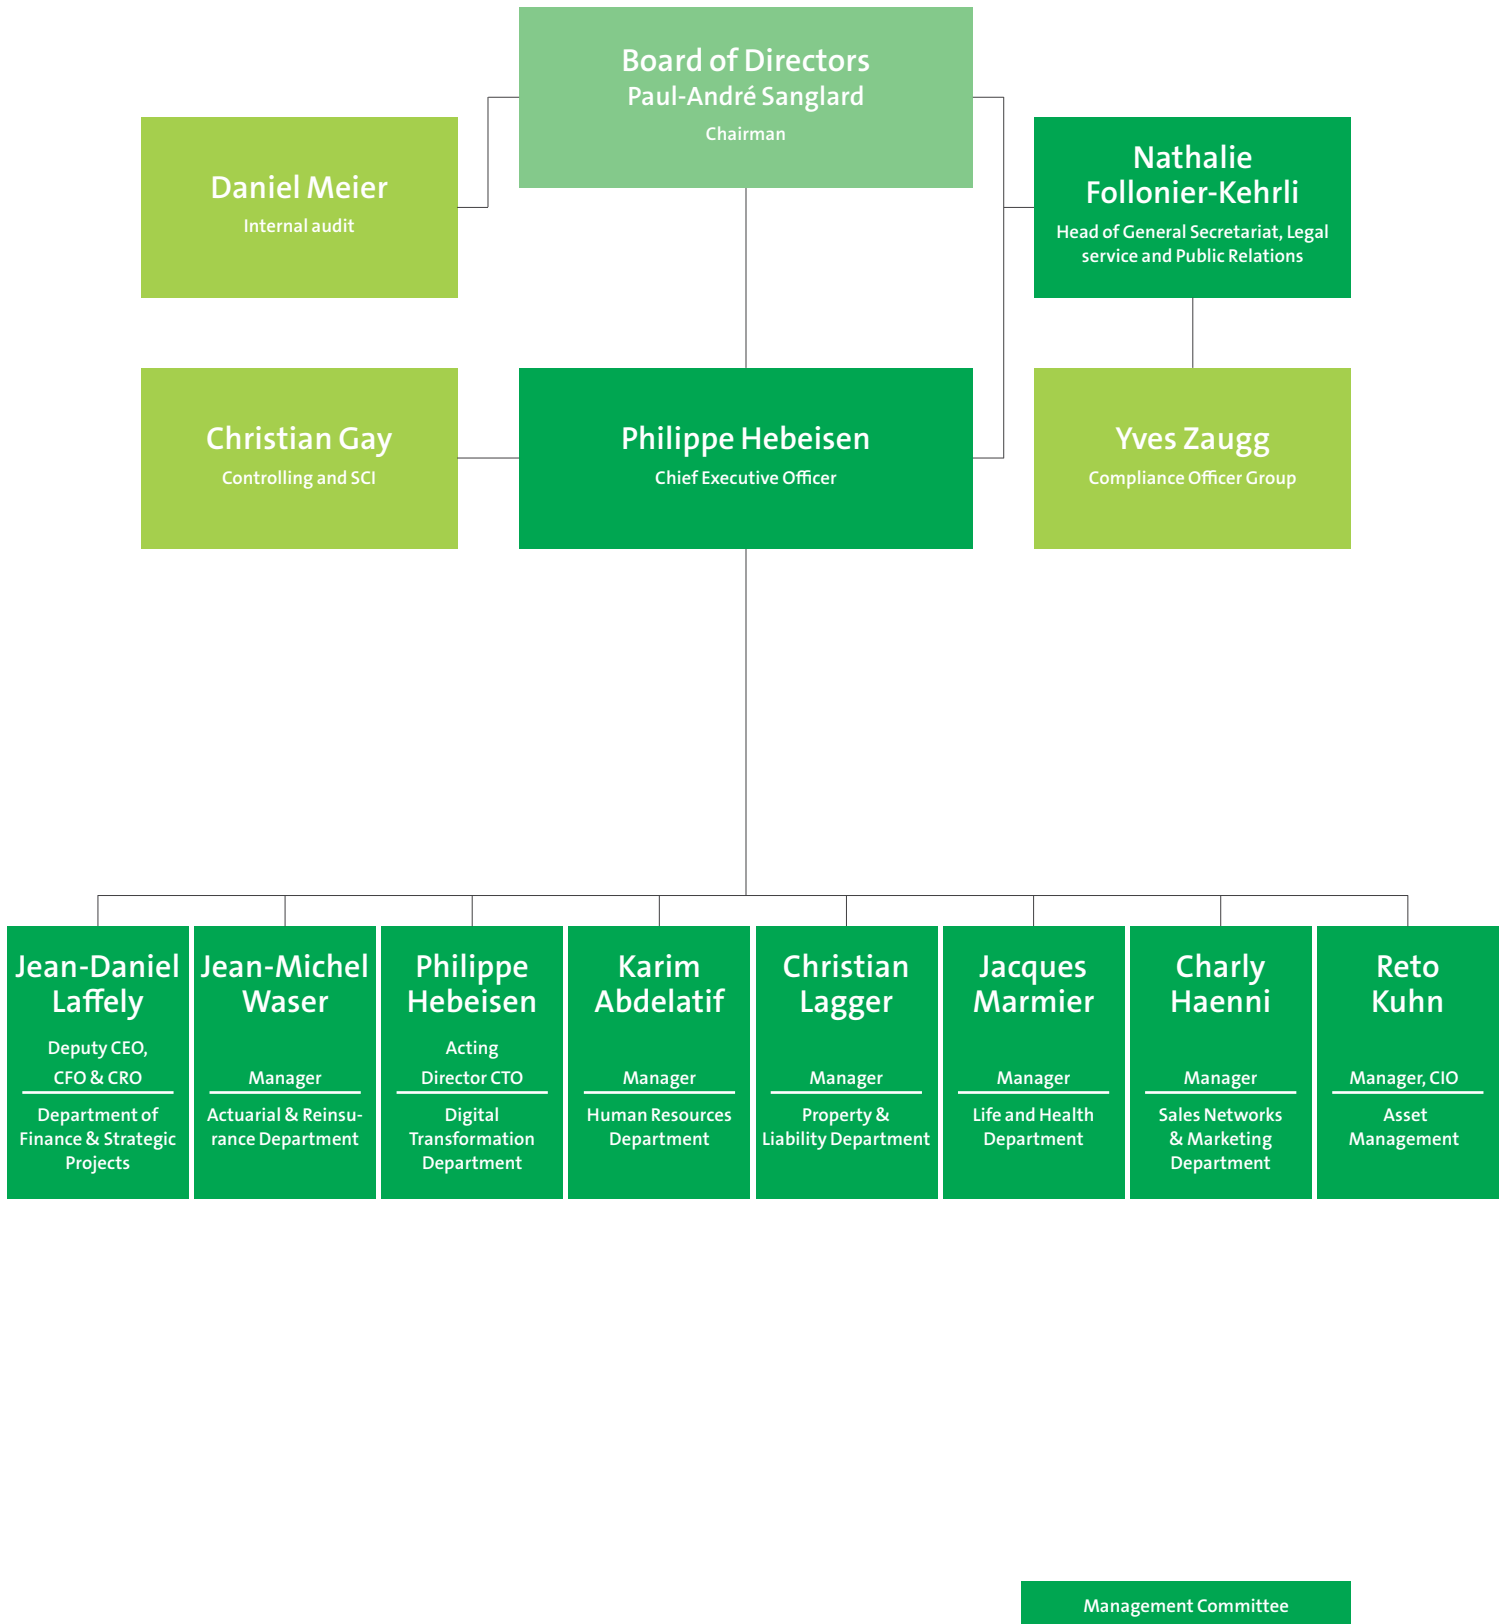 Board of Directors
Paul-André Sanglard
Chairman
Daniel Meier
Internal audit
Nathalie
Follonier-Kehrli
Head of General Secretariat, Legal
service and Public Relations
Christian Gay
Controlling and SCI
Philippe Hebeisen
Chief Executive Officer
Yves Zaugg
Compliance Officer Group
Jean-Daniel
Laffely
Deputy CEO,
CFO & CRO
Department of
Finance & Strategic
Projects
Jean-Michel
Waser
Manager
Actuarial & Reinsu-
rance Department
Philippe
Hebeisen
Acting
Director CTO
Digital
Transformation
Department
Karim
Abdelatif
Manager
Human Resources
Department
Christian
Lagger
Manager
Property &
Liability Department
Jacques
Marmier
Manager
Life and Health
Department
Charly
Haenni
Manager
Sales Networks
& Marketing
Department
Reto
Kuhn
Manager, CIO
Asset
Management
Management Committee